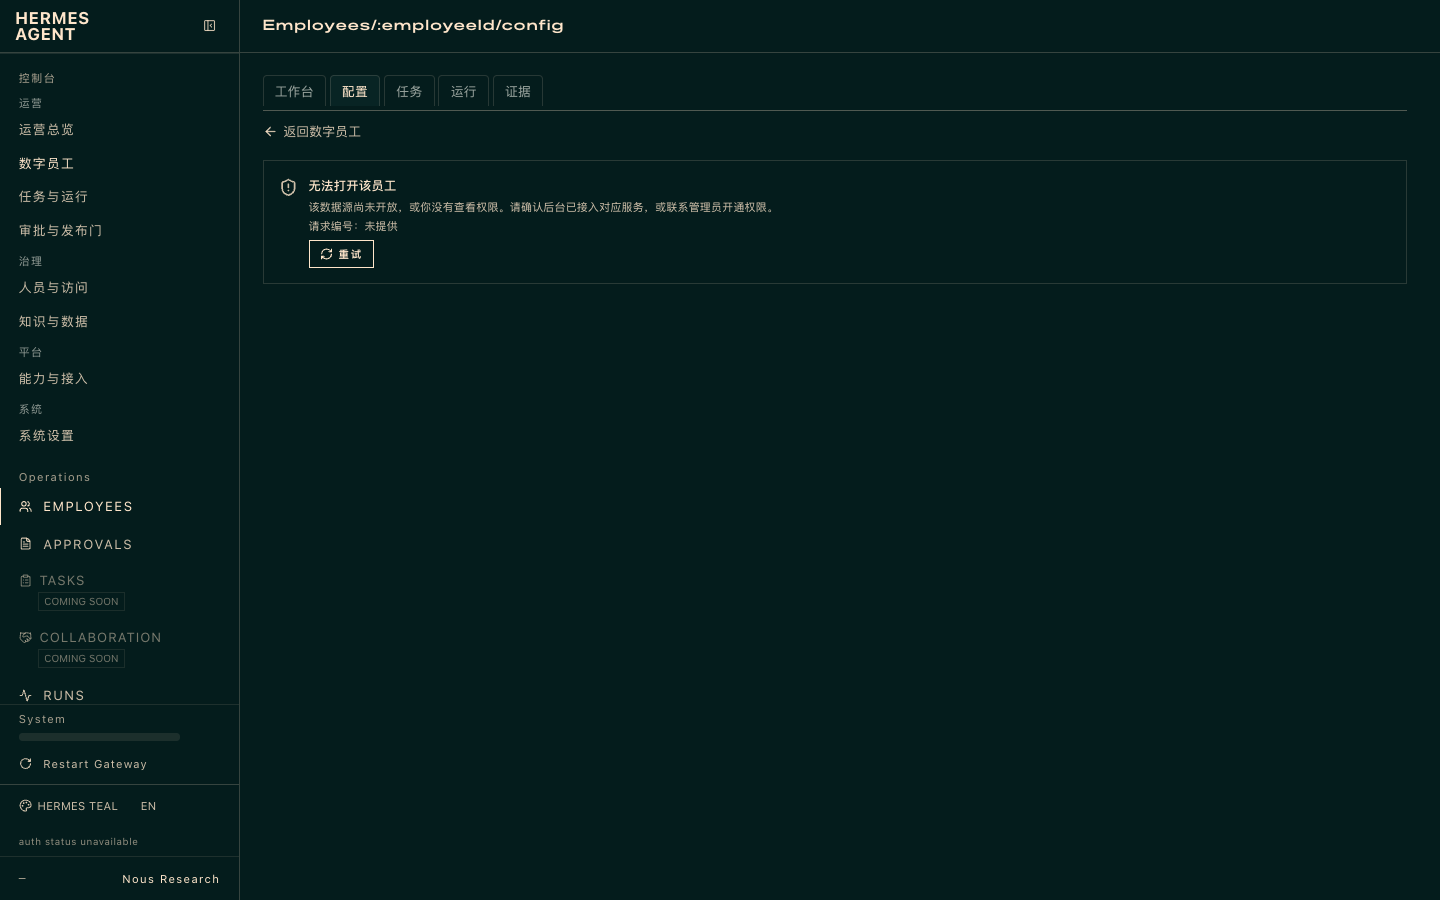 HERMES
AGENT
控制台
运营
运营总览
数字员工
任务与运行
审批与发布门
治理
人员与访问
知识与数据
平台
能力与接入
系统
系统设置
Operations
EMPLOYEES
APPROVALS
TASKS
COMING SOON
COLLABORATION
COMING SOON
RUNS
System
Restart Gateway
HERMES TEAL EN
auth status unavailable
– Nous Research
Employees/:employeeId/config
工作台 配置 任务 运行 证据
← 返回数字员工
无法打开该员工
该数据源尚未开放，或你没有查看权限。请确认后台已接入对应服务，或联系管理员开通权限。
请求编号：未提供
重试